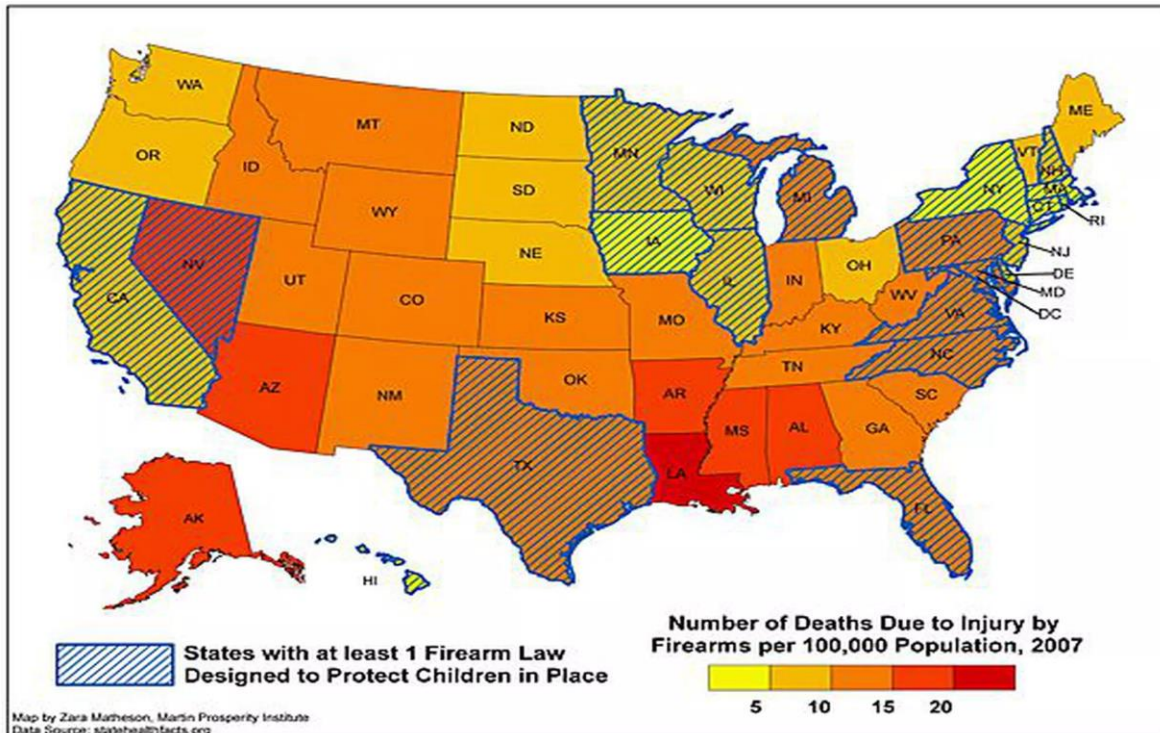 WA
MT
ND
MN
ME
OR
ID
SD
WI
MI
VT
NH
NY
MA
CT
RI
WY
NE
IA
PA
NJ
NV
UT
CO
KS
IL
IN
OH
WV
VA
DE
MD
DC
CA
MO
KY
NC
AZ
NM
OK
AR
TN
SC
TX
LA
MS
AL
GA
FL
AK
HI
States with at least 1 Firearm Law
Designed to Protect Children in Place
Number of Deaths Due to Injury by
Firearms per 100,000 Population, 2007
5 10 15 20
Map by Zara Matheson, Martin Prosperity Institute
Data Source: statehealthfacts.org